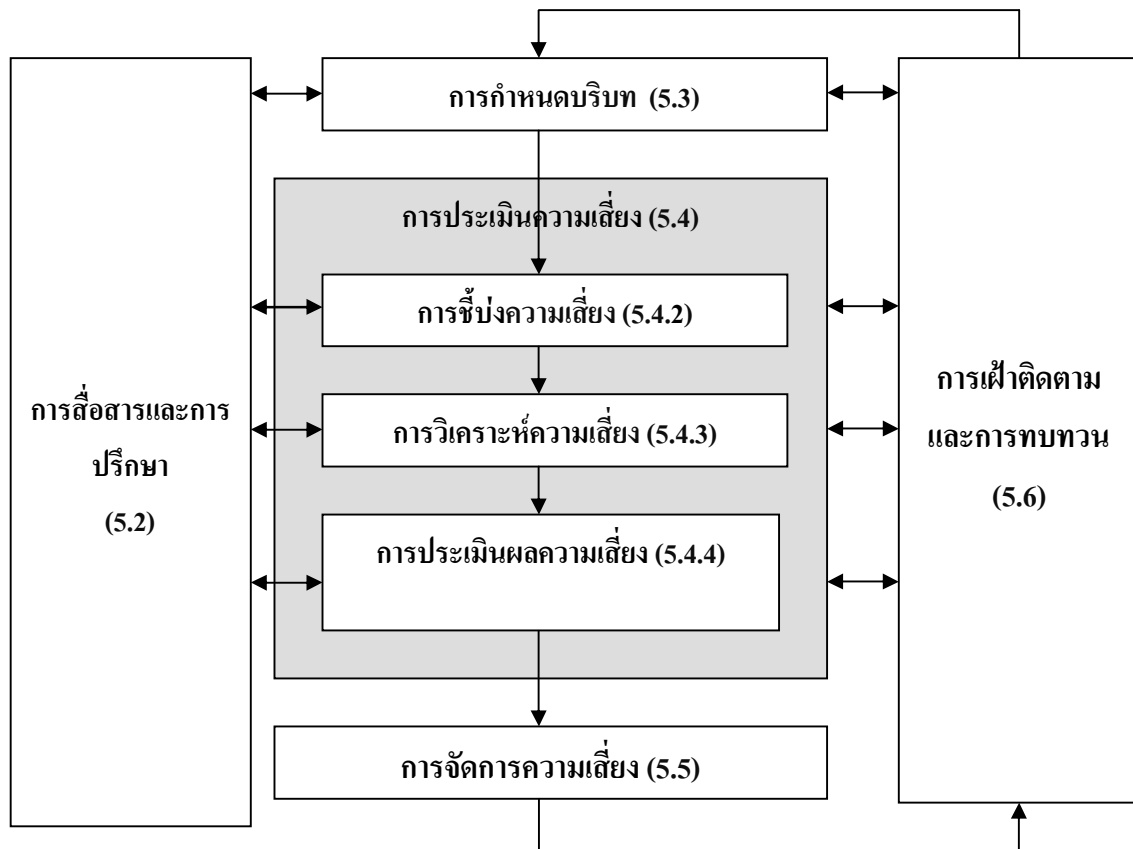 การกำหนดบริบท (5.3)
การประเมินความเสี่ยง (5.4)
การชี้บ่งความเสี่ยง (5.4.2)
การวิเคราะห์ความเสี่ยง (5.4.3)
การประเมินผลความเสี่ยง (5.4.4)
การจัดการความเสี่ยง (5.5)
การสื่อสารและการ
ปรึกษา
(5.2)
การเฝ้าติดตาม
และการทบทวน
(5.6)